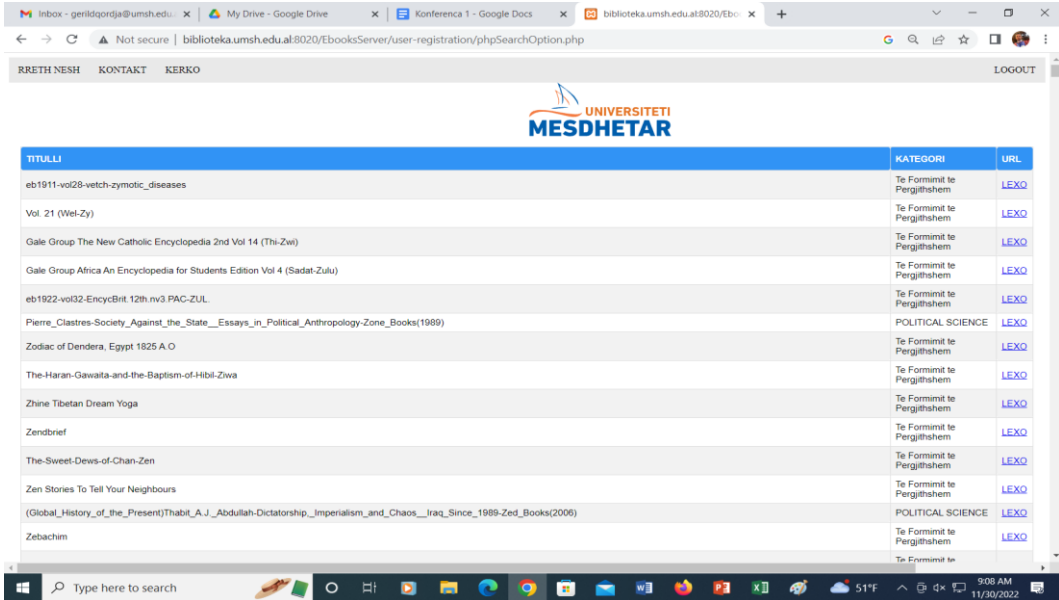 Inbox - gerildqordja@umsh.edu.
My Drive - Google Drive
Konferenca 1 - Google Docs
biblioteka.umsh.edu.al:8020/Eboo
Not secure | biblioteka.umsh.edu.al:8020/EbooksServer/user-registration/phpSearchOption.php
RRETH NESH KONTAKT KERKO LOGOUT
UNIVERSITETI
MESDHETAR
TITULLI KATEGORI URL
eb1911-vol28-vetch-zymotic_diseases Te Formimit te Pergjithshem LEXO
Vol. 21 (Wel-Zy) Te Formimit te Pergjithshem LEXO
Gale Group The New Catholic Encyclopedia 2nd Vol 14 (Thi-Zwi) Te Formimit te Pergjithshem LEXO
Gale Group Africa An Encyclopedia for Students Edition Vol 4 (Sadat-Zulu) Te Formimit te Pergjithshem LEXO
eb1922-vol32-EncycBrit.12th.nv3.PAC-ZUL. Te Formimit te Pergjithshem LEXO
Pierre_Clastres-Society_Against_the_State__Essays_in_Political_Anthropology-Zone_Books(1989) POLITICAL SCIENCE LEXO
Zodiac of Dendera, Egypt 1825 A.O Te Formimit te Pergjithshem LEXO
The-Haran-Gawaita-and-the-Baptism-of-Hibil-Ziwa Te Formimit te Pergjithshem LEXO
Zhine Tibetan Dream Yoga Te Formimit te Pergjithshem LEXO
Zendbrief Te Formimit te Pergjithshem LEXO
The-Sweet-Dews-of-Chan-Zen Te Formimit te Pergjithshem LEXO
Zen Stories To Tell Your Neighbours Te Formimit te Pergjithshem LEXO
(Global_History_of_the_Present)Thabit_A.J._Abdullah-Dictatorship,_Imperialism_and_Chaos__Iraq_Since_1989-Zed_Books(2006) POLITICAL SCIENCE LEXO
Zebachim Te Formimit te Pergjithshem LEXO
Te Formimit te
Type here to search
51°F
9:08 AM
11/30/2022